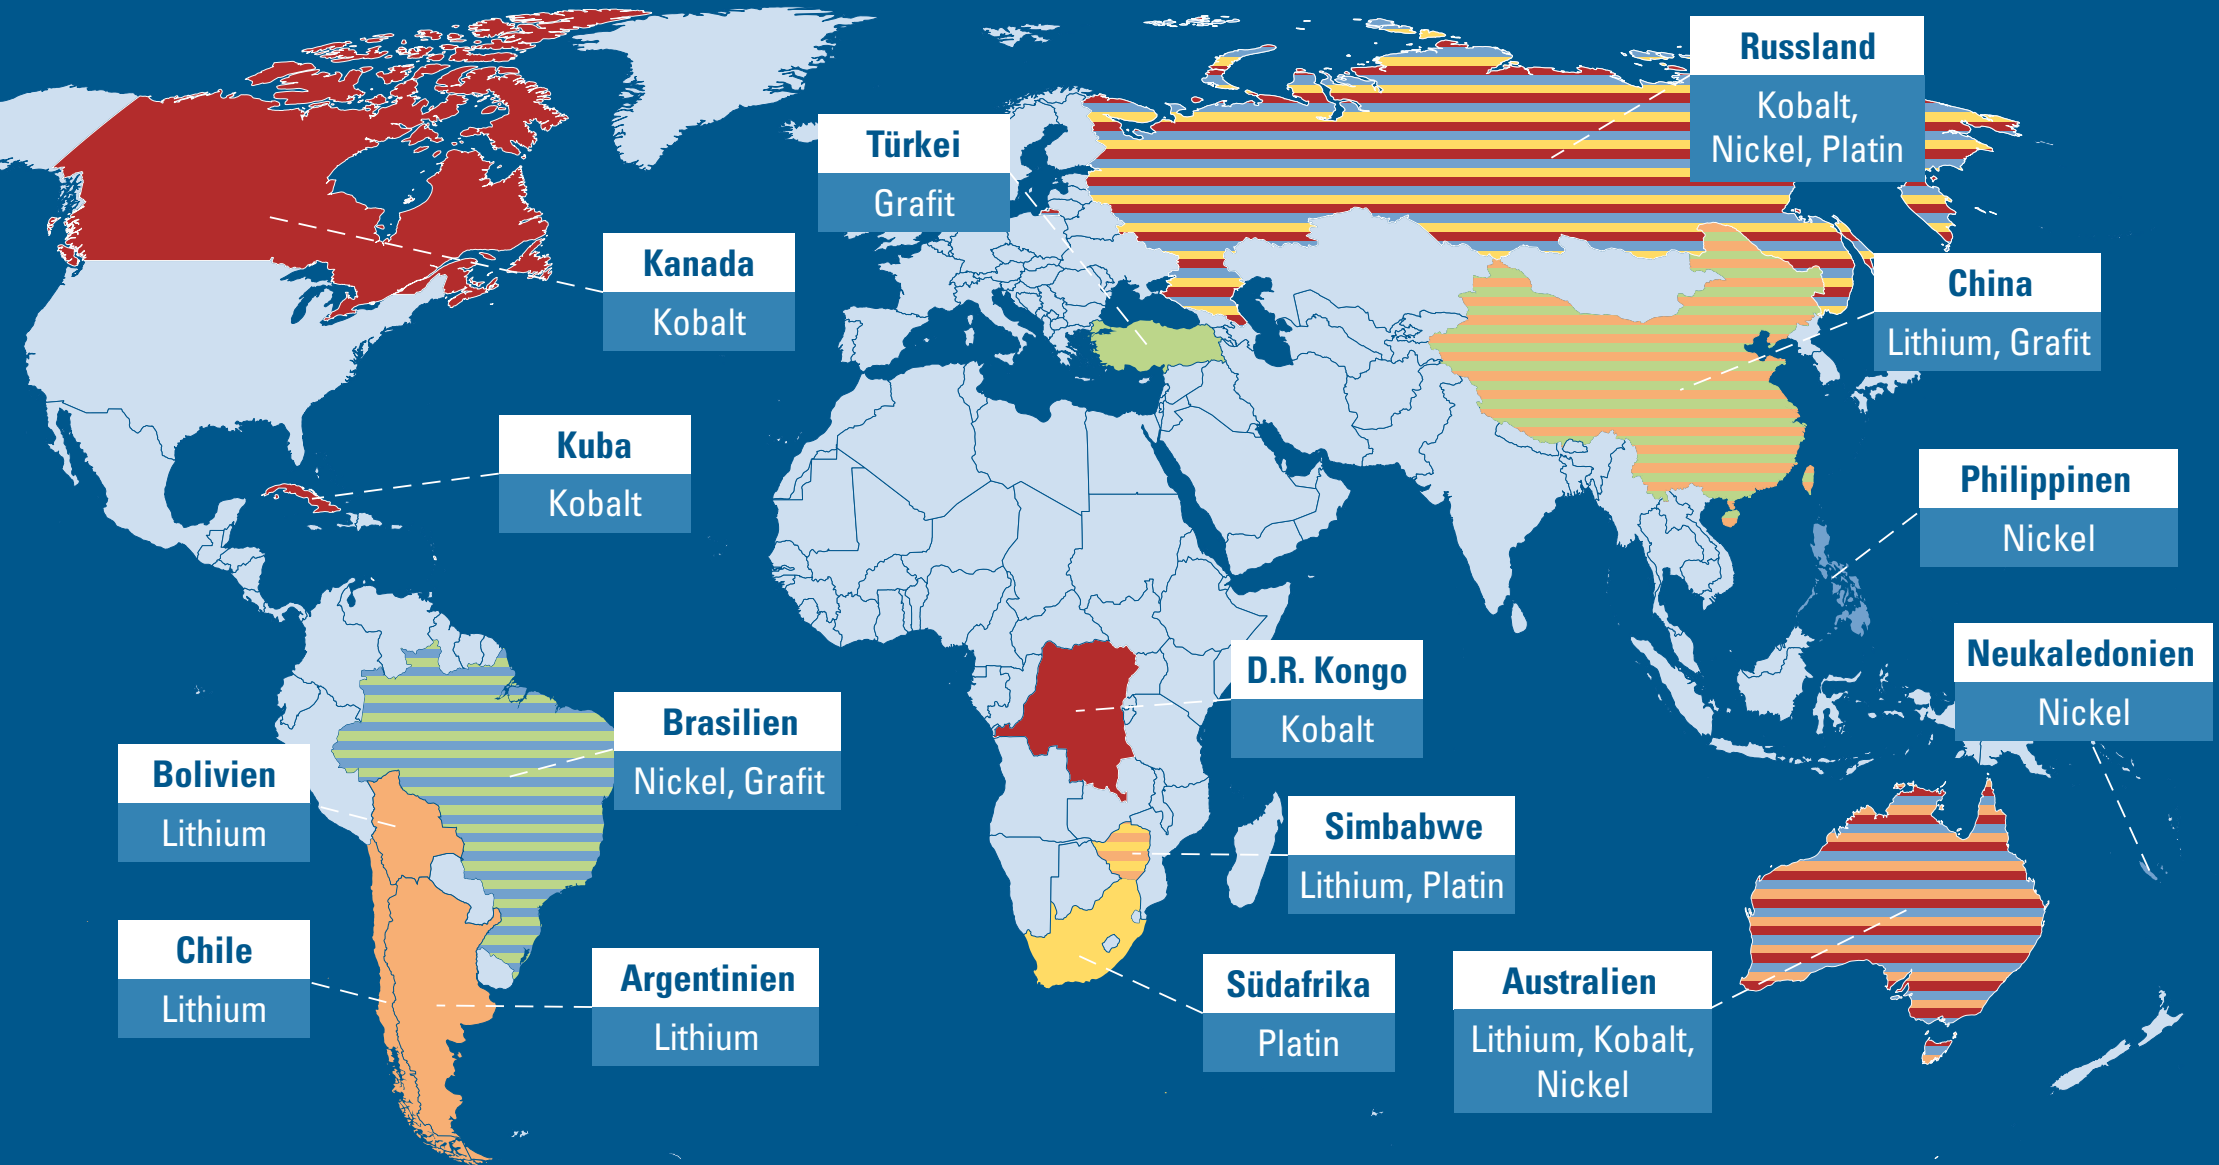 Russland
Kobalt,
Nickel, Platin
Türkei
Grafit
Kanada
Kobalt
China
Lithium, Grafit
Kuba
Kobalt
Philippinen
Nickel
Neukaledonien
Nickel
D.R. Kongo
Kobalt
Brasilien
Nickel, Grafit
Bolivien
Lithium
Simbabwe
Lithium, Platin
Chile
Lithium
Argentinien
Lithium
Südafrika
Platin
Australien
Lithium, Kobalt,
Nickel